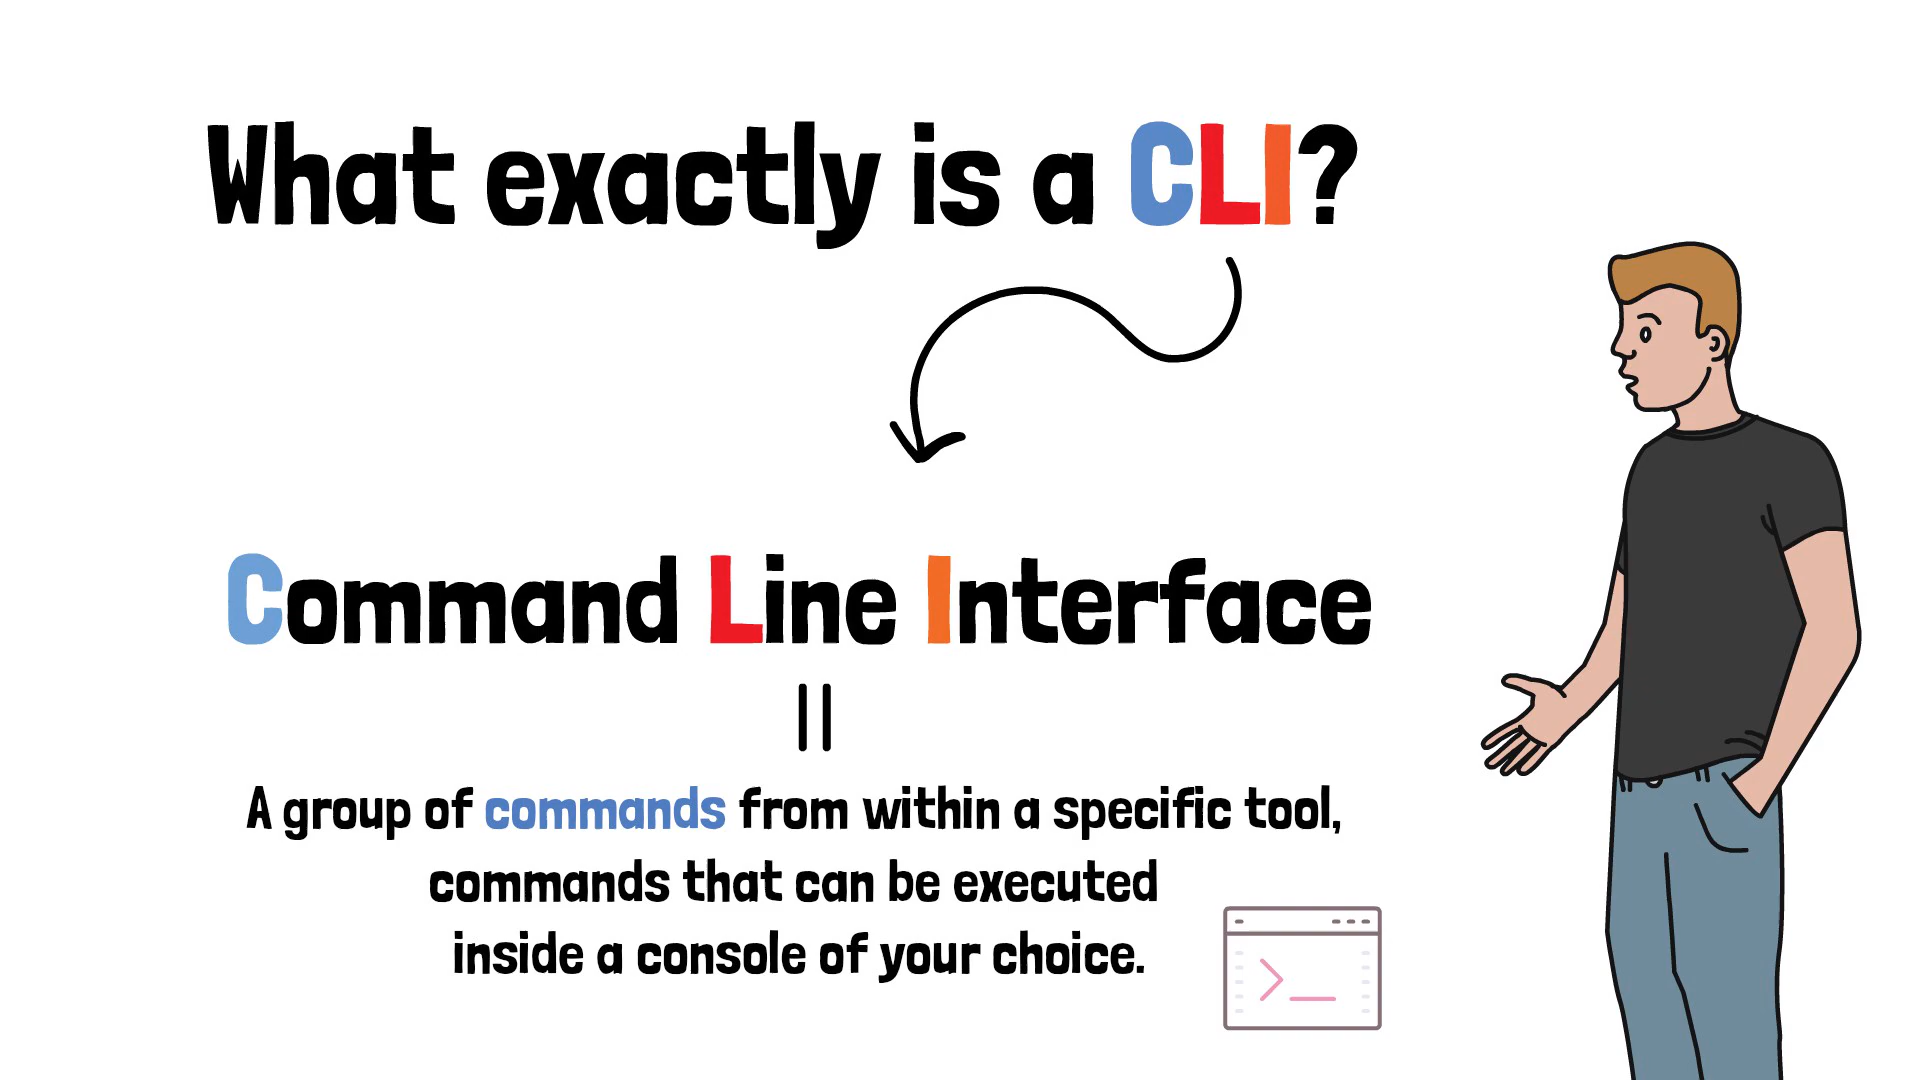 What exactly is a CLI?
Command Line Interface
A group of commands from within a specific tool,
commands that can be executed
inside a console of your choice.